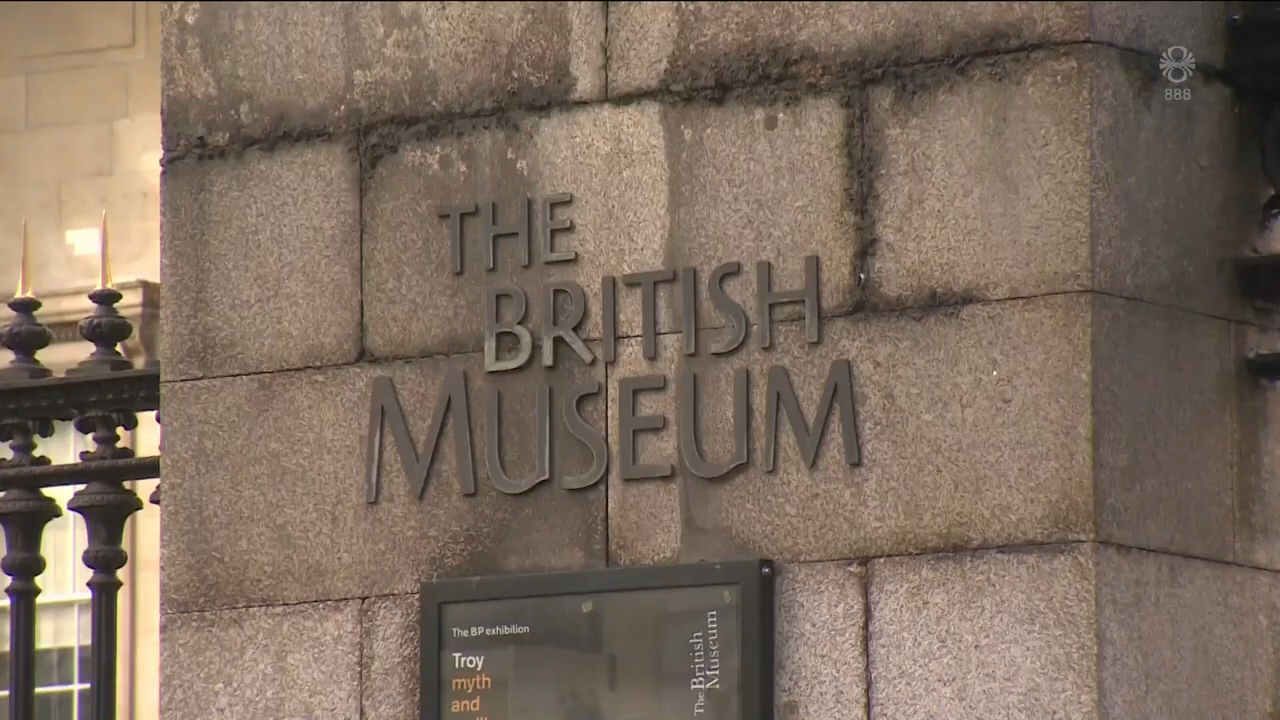 888
THE
BRITISH
MUSEUM
The BP exhibition
Troy
myth
and
The British
Museum